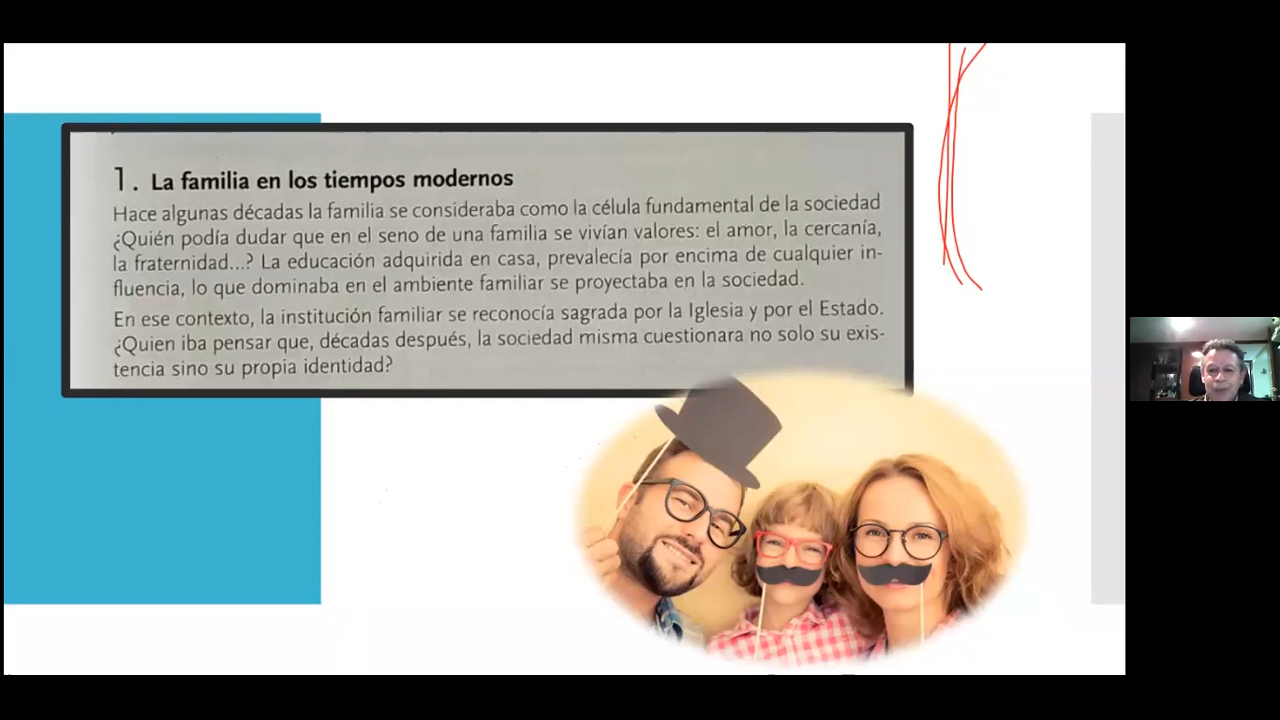 1. La familia en los tiempos modernos
Hace algunas décadas la familia se consideraba como la célula fundamental de la sociedad
¿Quién podía dudar que en el seno de una familia se vivían valores: el amor, la cercanía,
la fraternidad...? La educación adquirida en casa, prevalecía por encima de cualquier in-
fluencia, lo que dominaba en el ambiente familiar se proyectaba en la sociedad.
En ese contexto, la institución familiar se reconocía sagrada por la Iglesia y por el Estado.
¿Quien iba pensar que, décadas después, la sociedad misma cuestionara no solo su exis-
tencia sino su propia identidad?